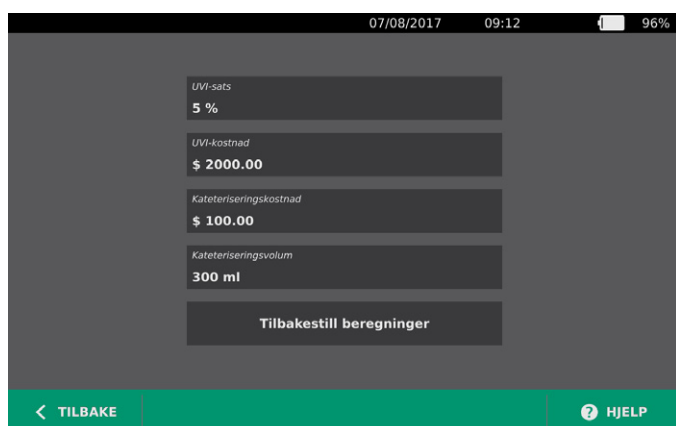 07/08/2017 09:12 96%
UVI-sats
5 %
UVI-kostnad
$ 2000.00
Kateteriseringskostnad
$ 100.00
Kateteriseringsvolum
300 ml
Tilbakestill beregninger
TILBAKE ? HJELP